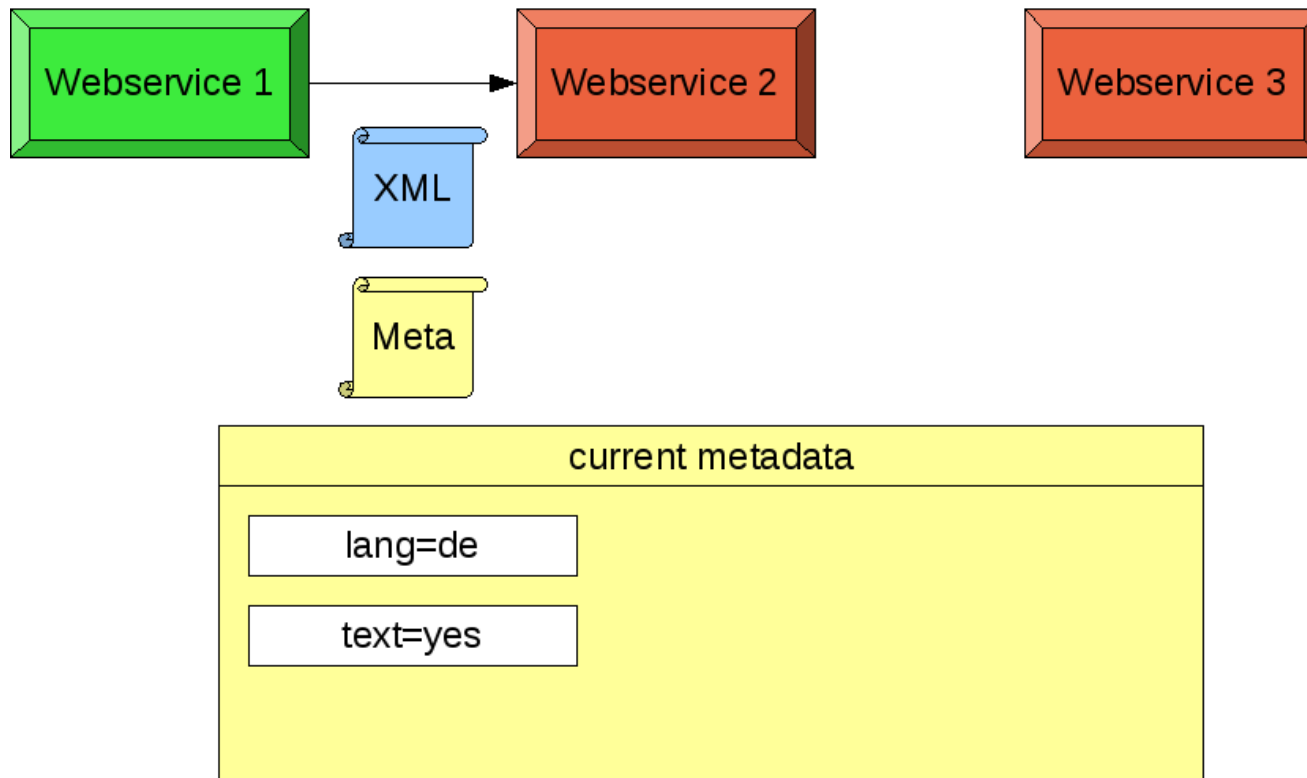 Webservice 1
Webservice 2
Webservice 3
XML
Meta
current metadata
lang=de
text=yes